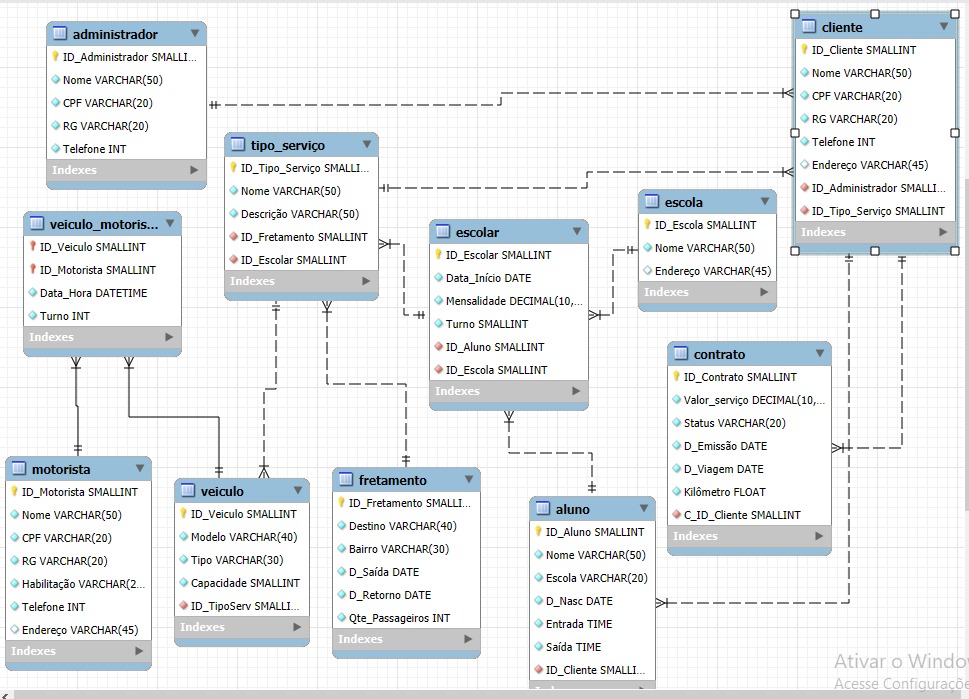 administrador
ID_Administrador SMALLI...
Nome VARCHAR(50)
CPF VARCHAR(20)
RG VARCHAR(20)
Telefone INT
Indexes
cliente
ID_Cliente SMALLINT
Nome VARCHAR(50)
CPF VARCHAR(20)
RG VARCHAR(20)
Telefone INT
Endereço VARCHAR(45)
ID_Administrador SMALLI...
ID_Tipo_Serviço SMALLINT
Indexes
tipo_serviço
ID_Tipo_Serviço SMALLI...
Nome VARCHAR(50)
Descrição VARCHAR(50)
ID_Fretamento SMALLINT
ID_Escolar SMALLINT
Indexes
veiculo_motoris...
ID_Veiculo SMALLINT
ID_Motorista SMALLINT
Data_Hora DATETIME
Turno INT
Indexes
escolar
ID_Escolar SMALLINT
Data_Início DATE
Mensalidade DECIMAL(10,...
Turno SMALLINT
ID_Aluno SMALLINT
ID_Escola SMALLINT
Indexes
escola
ID_Escola SMALLINT
Nome VARCHAR(50)
Endereço VARCHAR(45)
Indexes
contrato
ID_Contrato SMALLINT
Valor_serviço DECIMAL(10,...
Status VARCHAR(20)
D_Emissão DATE
D_Viagem DATE
Kilômetro FLOAT
C_ID_Cliente SMALLINT
Indexes
motorista
ID_Motorista SMALLINT
Nome VARCHAR(50)
CPF VARCHAR(20)
RG VARCHAR(20)
Habilitação VARCHAR(2...
Telefone INT
Endereço VARCHAR(45)
Indexes
veiculo
ID_Veiculo SMALLINT
Modelo VARCHAR(40)
Tipo VARCHAR(30)
Capacidade SMALLINT
ID_TipoServ SMALLI...
Indexes
fretamento
ID_Fretamento SMALLI...
Destino VARCHAR(40)
Bairro VARCHAR(30)
D_Saída DATE
D_Retorno DATE
Qte_Passageiros INT
Indexes
aluno
ID_Aluno SMALLINT
Nome VARCHAR(50)
Escola VARCHAR(20)
D_Nasc DATE
Entrada TIME
Saída TIME
ID_Cliente SMALLI...
Ativar o Window
Acesse Configuraçõe